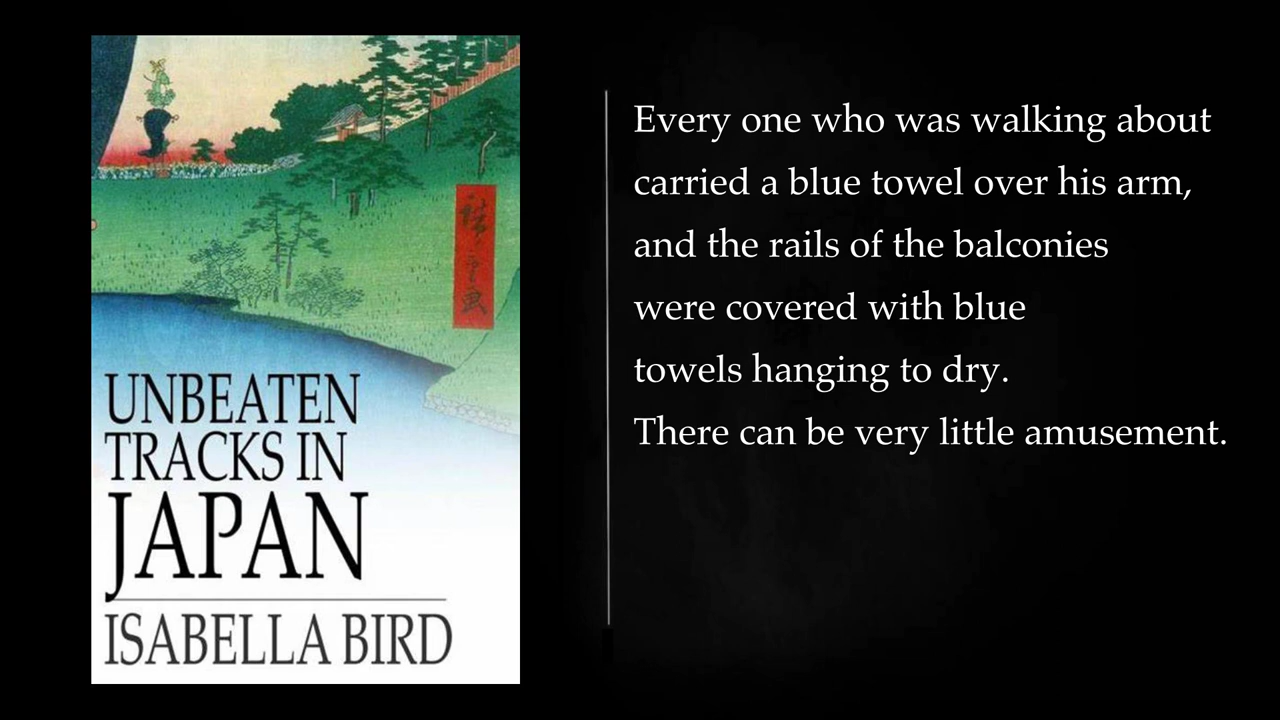 UNBEATEN
TRACKS IN
JAPAN
ISABELLA BIRD
Every one who was walking about
carried a blue towel over his arm,
and the rails of the balconies
were covered with blue
towels hanging to dry.
There can be very little amusement.